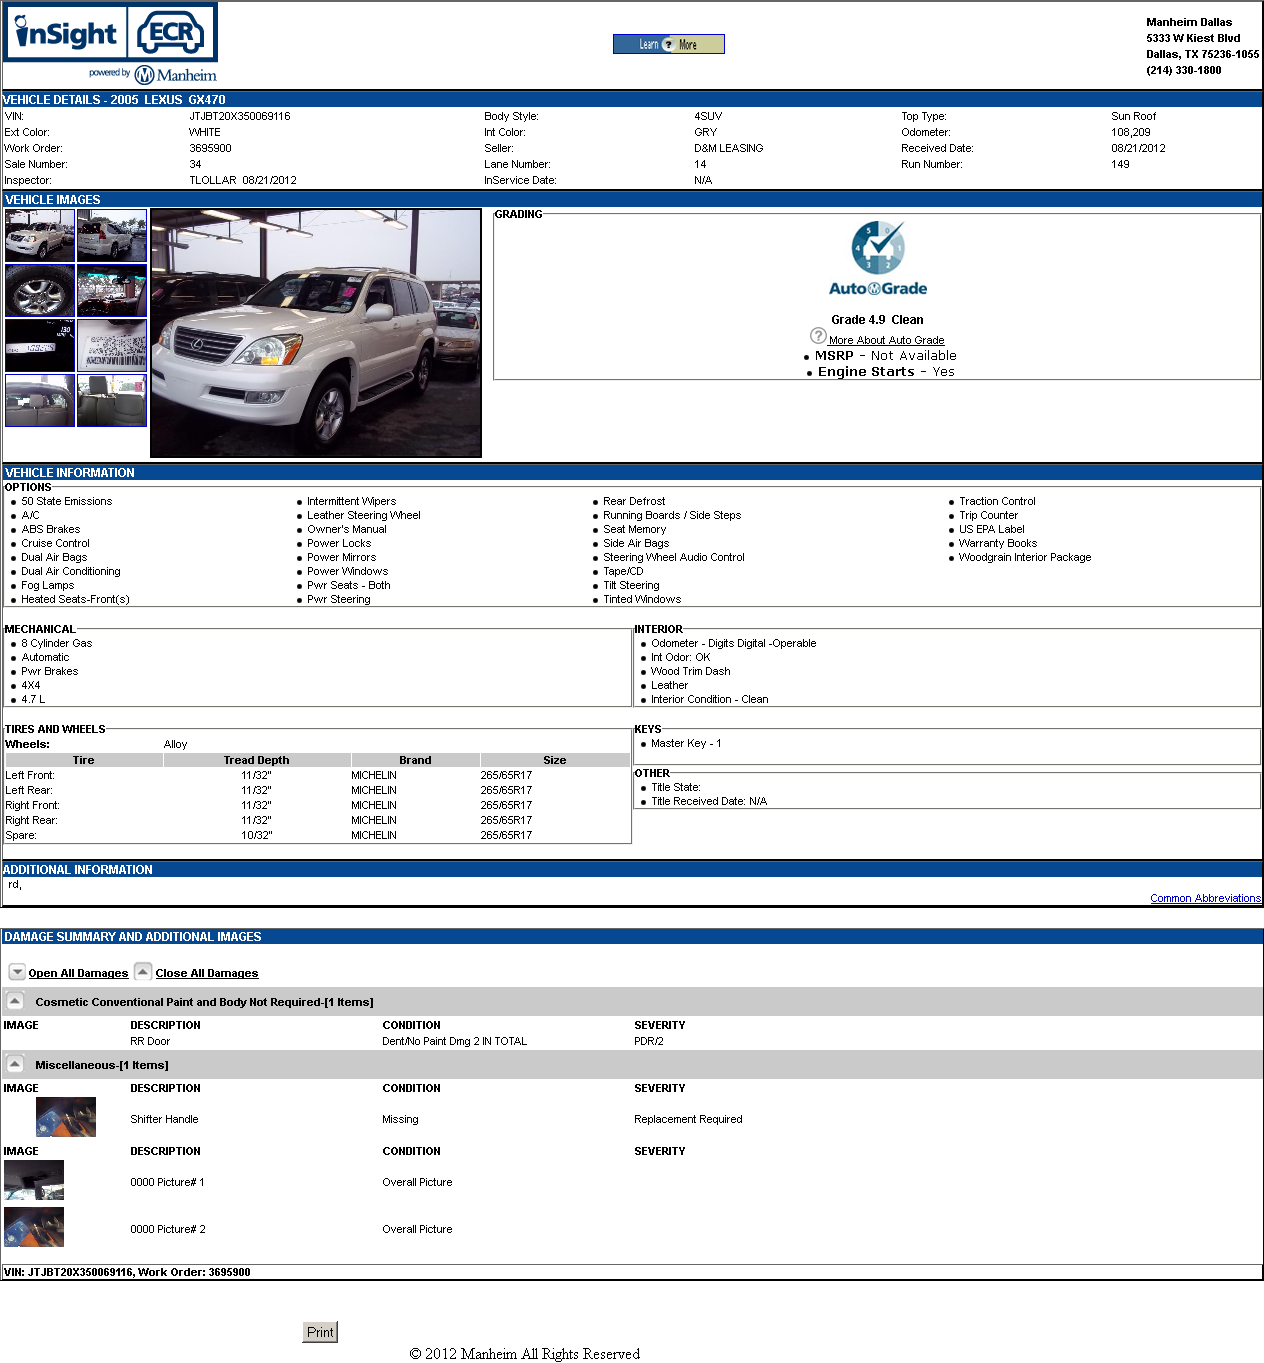 inSight ECR
powered by Manheim
Learn ? More
Manheim Dallas
5333 W Kiest Blvd
Dallas, TX 75236-1055
(214) 330-1800
VEHICLE DETAILS - 2005 LEXUS GX470
VIN: JTJBT20X350069116 Body Style: 4SUV Top Type: Sun Roof
Ext Color: WHITE Int Color: GRY Odometer: 108,209
Work Order: 3695900 Seller: D&M LEASING Received Date: 08/21/2012
Sale Number: 34 Lane Number: 14 Run Number: 149
Inspector: TLOLLAR 08/21/2012 InService Date: N/A
VEHICLE IMAGES
GRADING
5 0
4 1
3 2
AutoGrade
Grade 4.9 Clean
? More About Auto Grade
• MSRP - Not Available
• Engine Starts - Yes
VEHICLE INFORMATION
OPTIONS
• 50 State Emissions • Intermittent Wipers • Rear Defrost • Traction Control
• A/C • Leather Steering Wheel • Running Boards / Side Steps • Trip Counter
• ABS Brakes • Owner's Manual • Seat Memory • US EPA Label
• Cruise Control • Power Locks • Side Air Bags • Warranty Books
• Dual Air Bags • Power Mirrors • Steering Wheel Audio Control • Woodgrain Interior Package
• Dual Air Conditioning • Power Windows • Tape/CD
• Fog Lamps • Pwr Seats - Both • Tilt Steering
• Heated Seats-Front(s) • Pwr Steering • Tinted Windows
MECHANICAL
• 8 Cylinder Gas
• Automatic
• Pwr Brakes
• 4X4
• 4.7 L
INTERIOR
• Odometer - Digits Digital -Operable
• Int Odor: OK
• Wood Trim Dash
• Leather
• Interior Condition - Clean
TIRES AND WHEELS
Wheels: Alloy
Tire Tread Depth Brand Size
Left Front: 11/32" MICHELIN 265/65R17
Left Rear: 11/32" MICHELIN 265/65R17
Right Front: 11/32" MICHELIN 265/65R17
Right Rear: 11/32" MICHELIN 265/65R17
Spare: 10/32" MICHELIN 265/65R17
KEYS
• Master Key - 1
OTHER
• Title State:
• Title Received Date: N/A
ADDITIONAL INFORMATION
rd,
Common Abbreviations
DAMAGE SUMMARY AND ADDITIONAL IMAGES
Open All Damages Close All Damages
Cosmetic Conventional Paint and Body Not Required-[1 Items]
IMAGE DESCRIPTION CONDITION SEVERITY
RR Door Dent/No Paint Dmg 2 IN TOTAL PDR/2
Miscellaneous-[1 Items]
IMAGE DESCRIPTION CONDITION SEVERITY
Shifter Handle Missing Replacement Required
IMAGE DESCRIPTION CONDITION SEVERITY
0000 Picture# 1 Overall Picture
0000 Picture# 2 Overall Picture
VIN: JTJBT20X350069116, Work Order: 3695900
Print
© 2012 Manheim All Rights Reserved